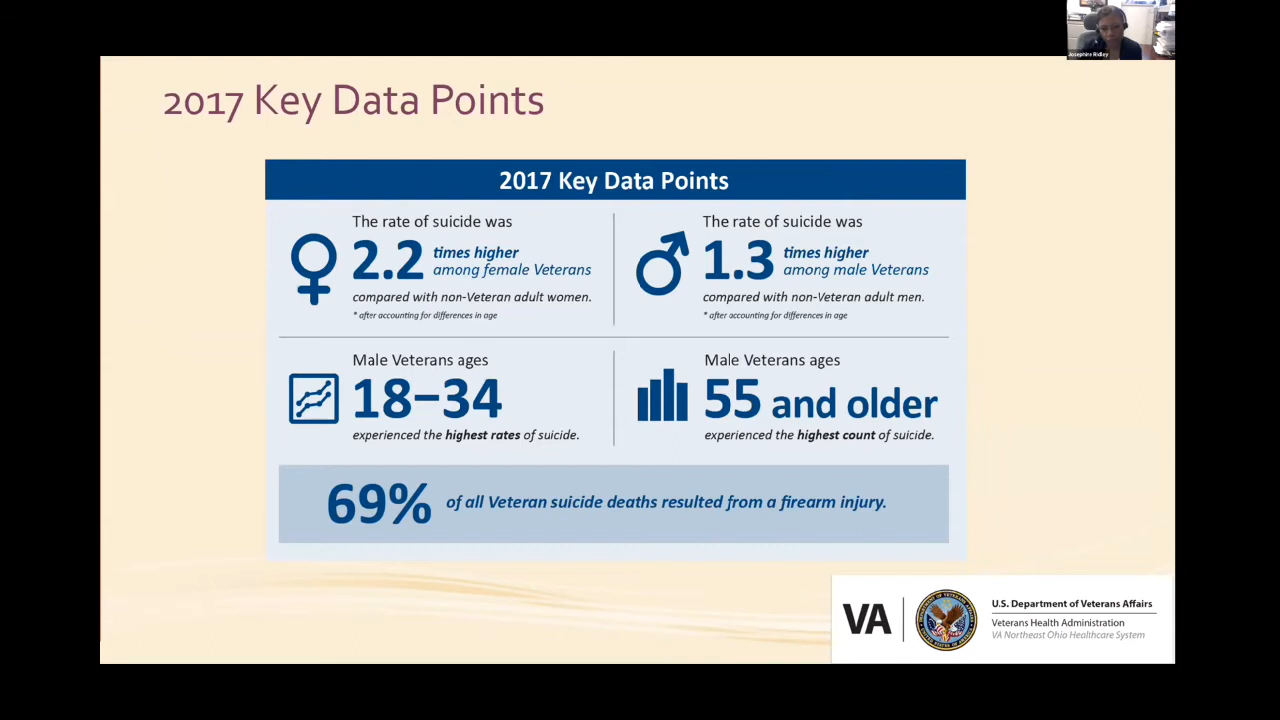 Josephine Ridley
2017 Key Data Points
2017 Key Data Points
The rate of suicide was
2.2 times higher
among female Veterans
compared with non-Veteran adult women.
* after accounting for differences in age
The rate of suicide was
1.3 times higher
among male Veterans
compared with non-Veteran adult men.
* after accounting for differences in age
Male Veterans ages
18–34
experienced the highest rates of suicide.
Male Veterans ages
55 and older
experienced the highest count of suicide.
69% of all Veteran suicide deaths resulted from a firearm injury.
VA
U.S. Department of Veterans Affairs
Veterans Health Administration
VA Northeast Ohio Healthcare System